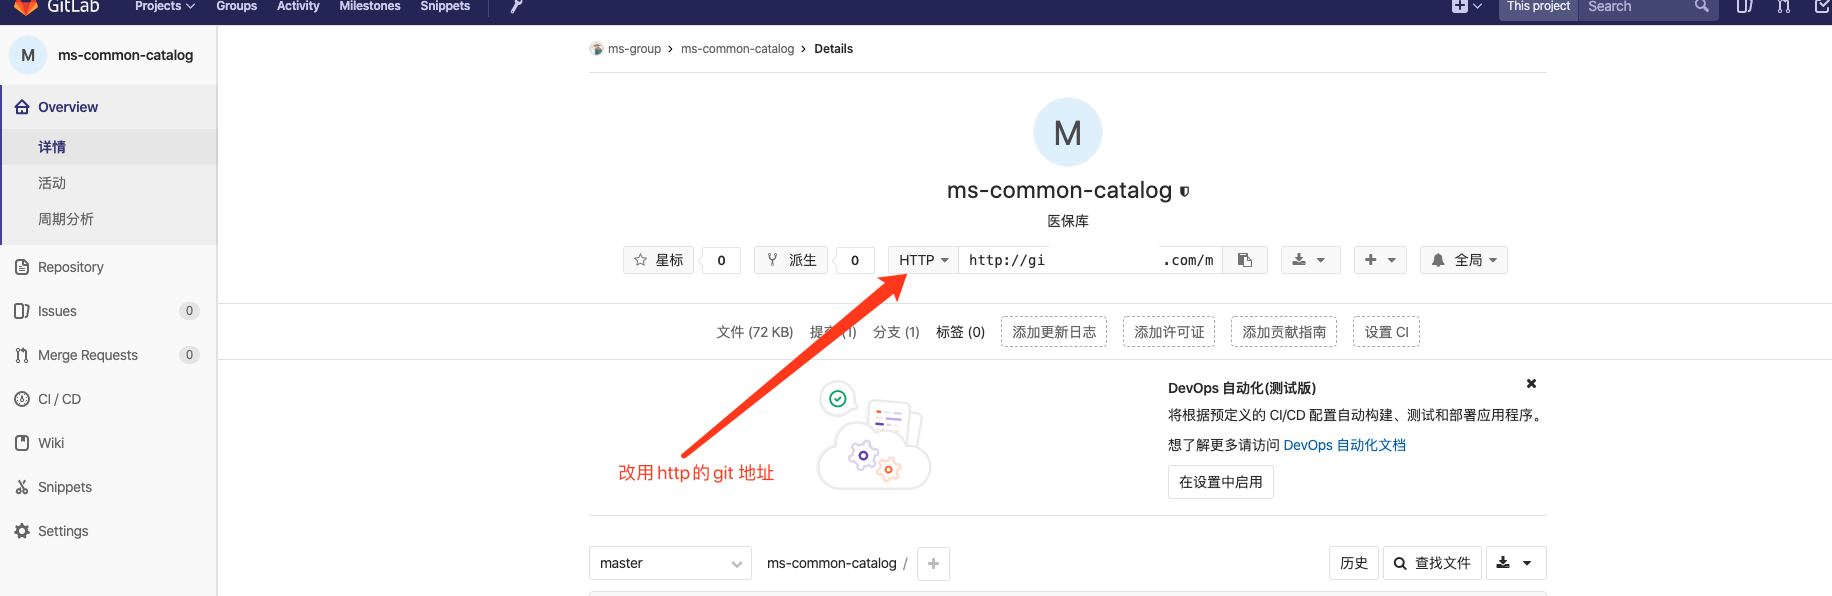 GitLab Projects Groups Activity Milestones Snippets This project Search
M ms-common-catalog
ms-group › ms-common-catalog › Details
Overview
详情
活动
周期分析
Repository
Issues 0
Merge Requests 0
CI / CD
Wiki
Snippets
Settings
M
ms-common-catalog
医保库
星标 0 派生 0 HTTP http://gi .com/m 全局
文件 (72 KB) 提交 (1) 分支 (1) 标签 (0) 添加更新日志 添加许可证 添加贡献指南 设置 CI
DevOps 自动化(测试版)
将根据预定义的 CI/CD 配置自动构建、测试和部署应用程序。
想了解更多请访问 DevOps 自动化文档
在设置中启用
改用http的git 地址
master ms-common-catalog / + 历史 查找文件